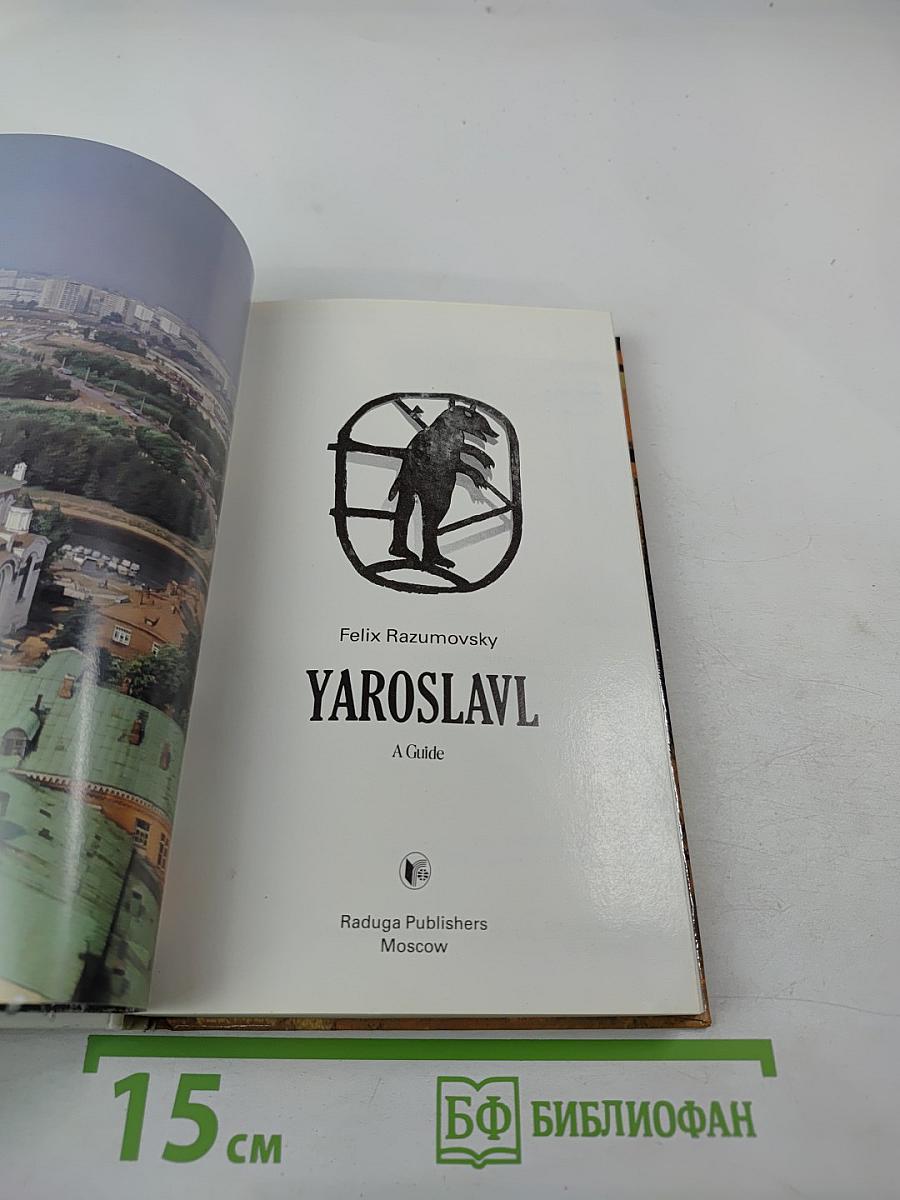 Felix Razumovsky
YAROSLAVL
A Guide
Raduga Publishers
Moscow
15 см
БФ БИБЛИОФАН